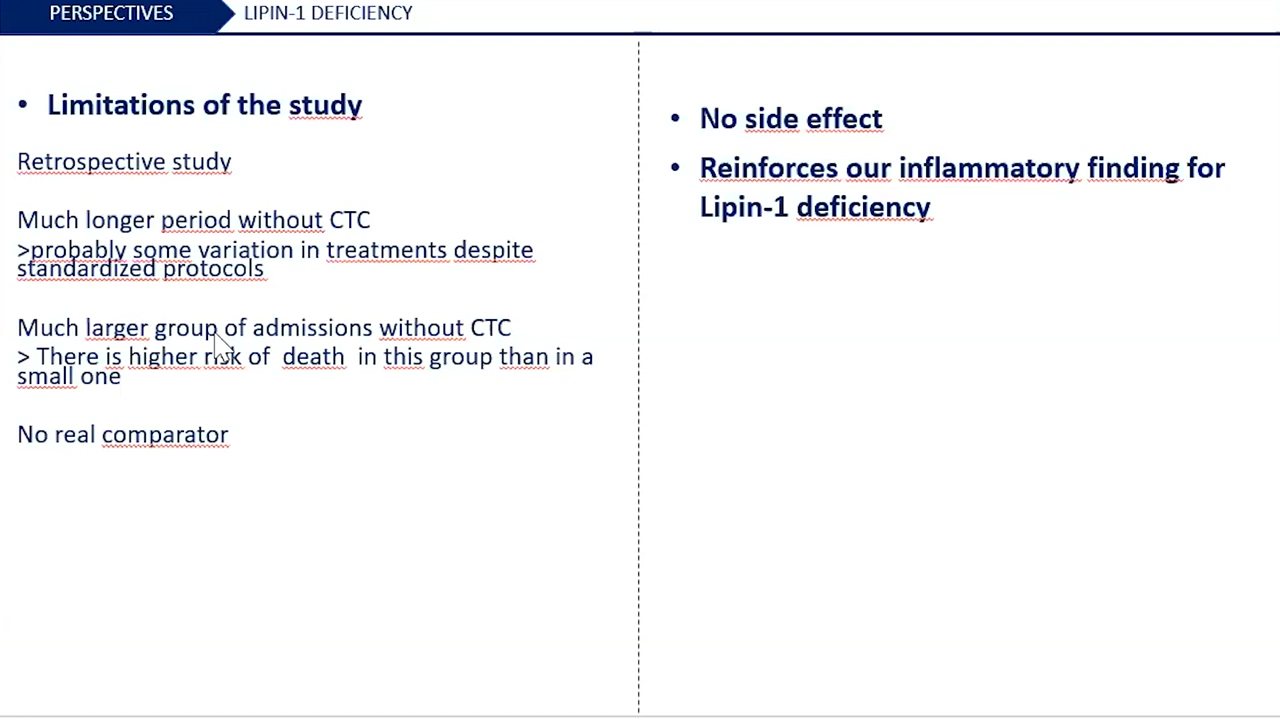 PERSPECTIVES
LIPIN-1 DEFICIENCY
• Limitations of the study
Retrospective study
Much longer period without CTC
>probably some variation in treatments despite
standardized protocols
Much larger group of admissions without CTC
> There is higher risk of death in this group than in a
small one
No real comparator
• No side effect
• Reinforces our inflammatory finding for
Lipin-1 deficiency